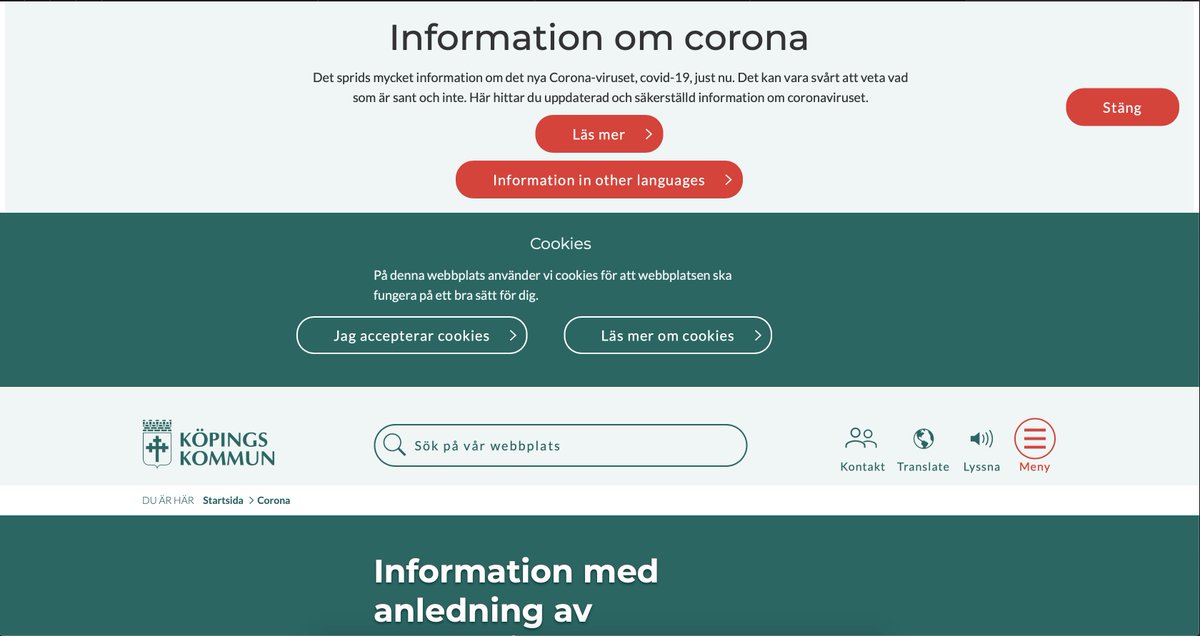 Information om corona
Det sprids mycket information om det nya Corona-viruset, covid-19, just nu. Det kan vara svårt att veta vad
som är sant och inte. Här hittar du uppdaterad och säkerställd information om coronaviruset.
Stäng
Läs mer
Information in other languages
Cookies
På denna webbplats använder vi cookies för att webbplatsen ska
fungera på ett bra sätt för dig.
Jag accepterar cookies
Läs mer om cookies
KÖPINGS
KOMMUN
Sök på vår webbplats
Kontakt
Translate
Lyssna
Meny
DU ÄR HÄR Startsida > Corona
Information med
anledning av